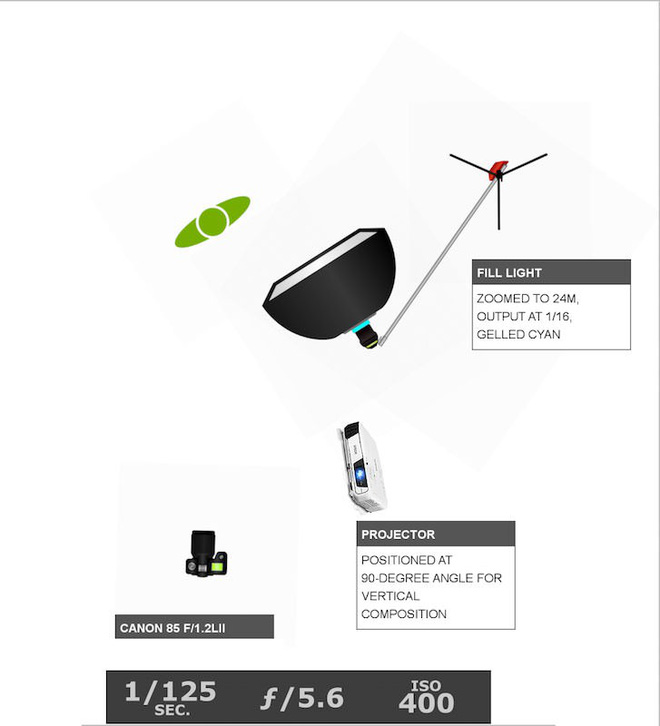 FILL LIGHT
ZOOMED TO 24M,
OUTPUT AT 1/16,
GELLED CYAN
PROJECTOR
POSITIONED AT
90-DEGREE ANGLE FOR
VERTICAL
COMPOSITION
CANON 85 F/1.2LII
1/125
SEC.
ƒ/5.6
ISO
400